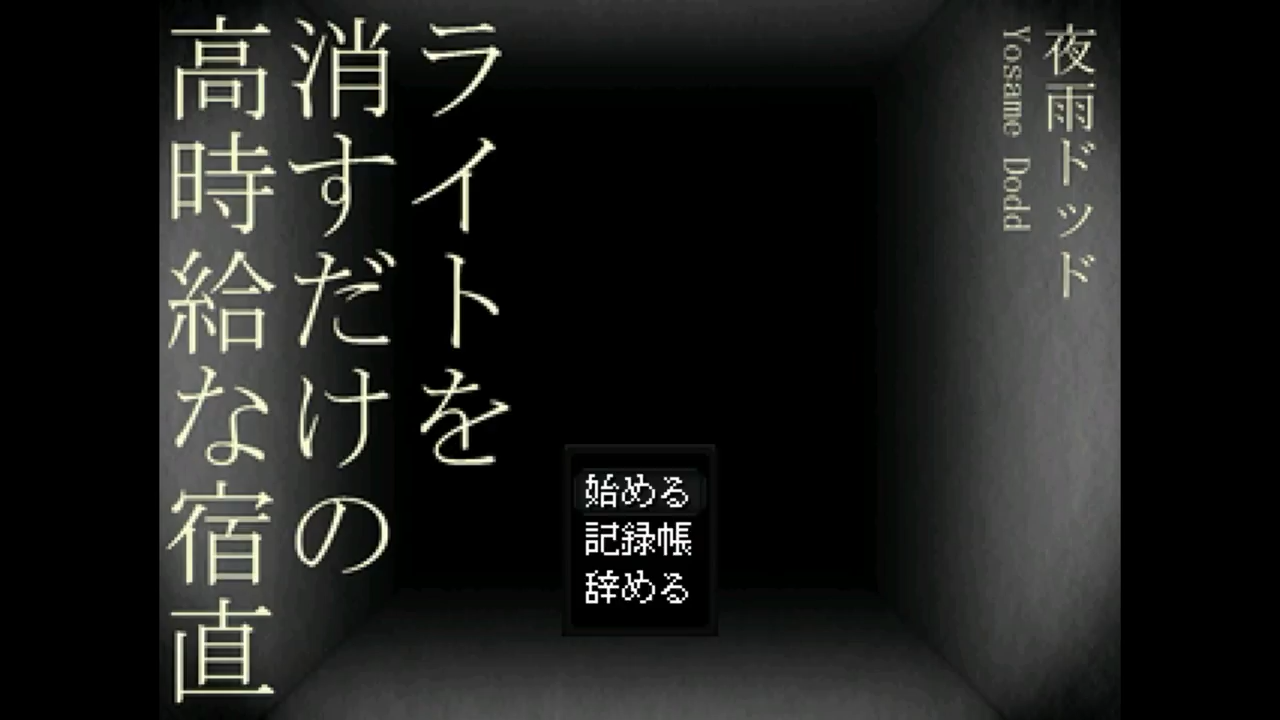 夜雨ドッド
Yosame Dodd
ライトを
消すだけの
高時給な宿直
始める
記録帳
辞める